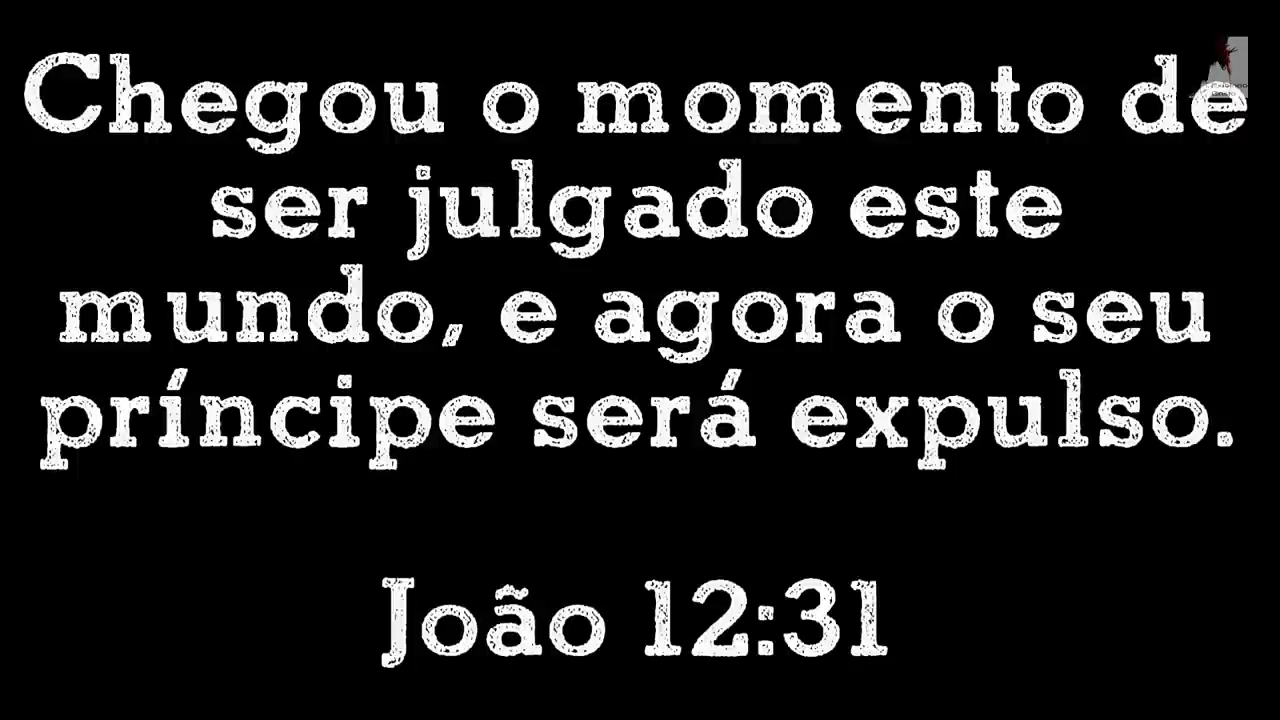 Chegou o momento de
ser julgado este
mundo, e agora o seu
príncipe será expulso.
João 12:31